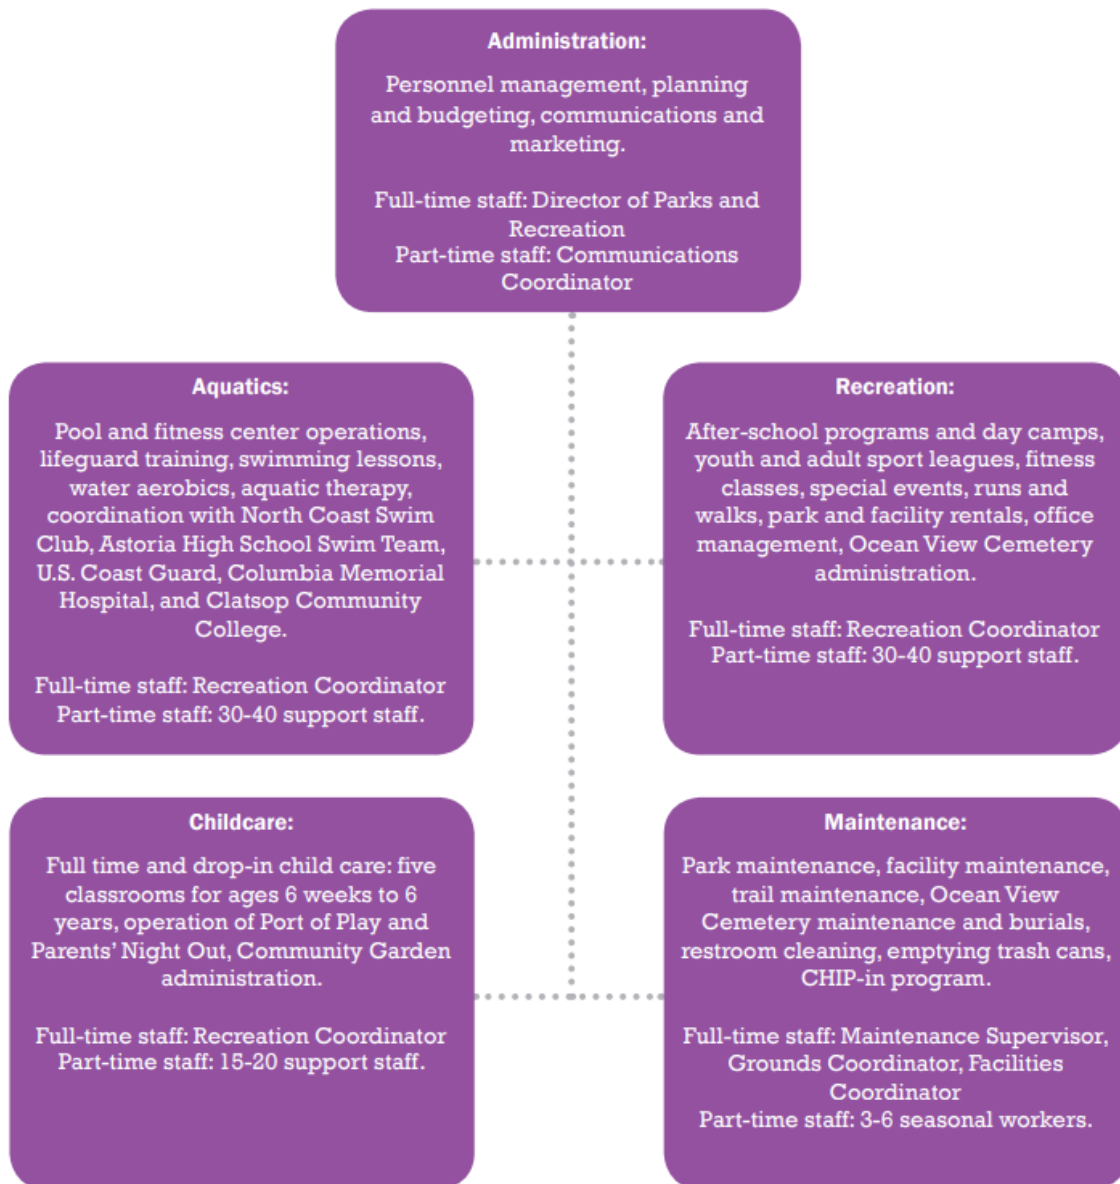 Administration:
Personnel management, planning
and budgeting, communications and
marketing.
Full-time staff: Director of Parks and
Recreation
Part-time staff: Communications
Coordinator
Aquatics:
Pool and fitness center operations,
lifeguard training, swimming lessons,
water aerobics, aquatic therapy,
coordination with North Coast Swim
Club, Astoria High School Swim Team,
U.S. Coast Guard, Columbia Memorial
Hospital, and Clatsop Community
College.
Full-time staff: Recreation Coordinator
Part-time staff: 30-40 support staff.
Recreation:
After-school programs and day camps,
youth and adult sport leagues, fitness
classes, special events, runs and
walks, park and facility rentals, office
management, Ocean View Cemetery
administration.
Full-time staff: Recreation Coordinator
Part-time staff: 30-40 support staff.
Childcare:
Full time and drop-in child care: five
classrooms for ages 6 weeks to 6
years, operation of Port of Play and
Parents’ Night Out, Community Garden
administration.
Full-time staff: Recreation Coordinator
Part-time staff: 15-20 support staff.
Maintenance:
Park maintenance, facility maintenance,
trail maintenance, Ocean View
Cemetery maintenance and burials,
restroom cleaning, emptying trash cans,
CHIP-in program.
Full-time staff: Maintenance Supervisor,
Grounds Coordinator, Facilities
Coordinator
Part-time staff: 3-6 seasonal workers.